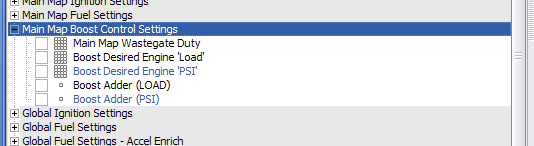 Main Map Ignition Settings
Main Map Fuel Settings
Main Map Boost Control Settings
Main Map Wastegate Duty
Boost Desired Engine 'Load'
Boost Desired Engine 'PSI'
Boost Adder (LOAD)
Boost Adder (PSI)
Global Ignition Settings
Global Fuel Settings
Global Fuel Settings - Accel Enrich